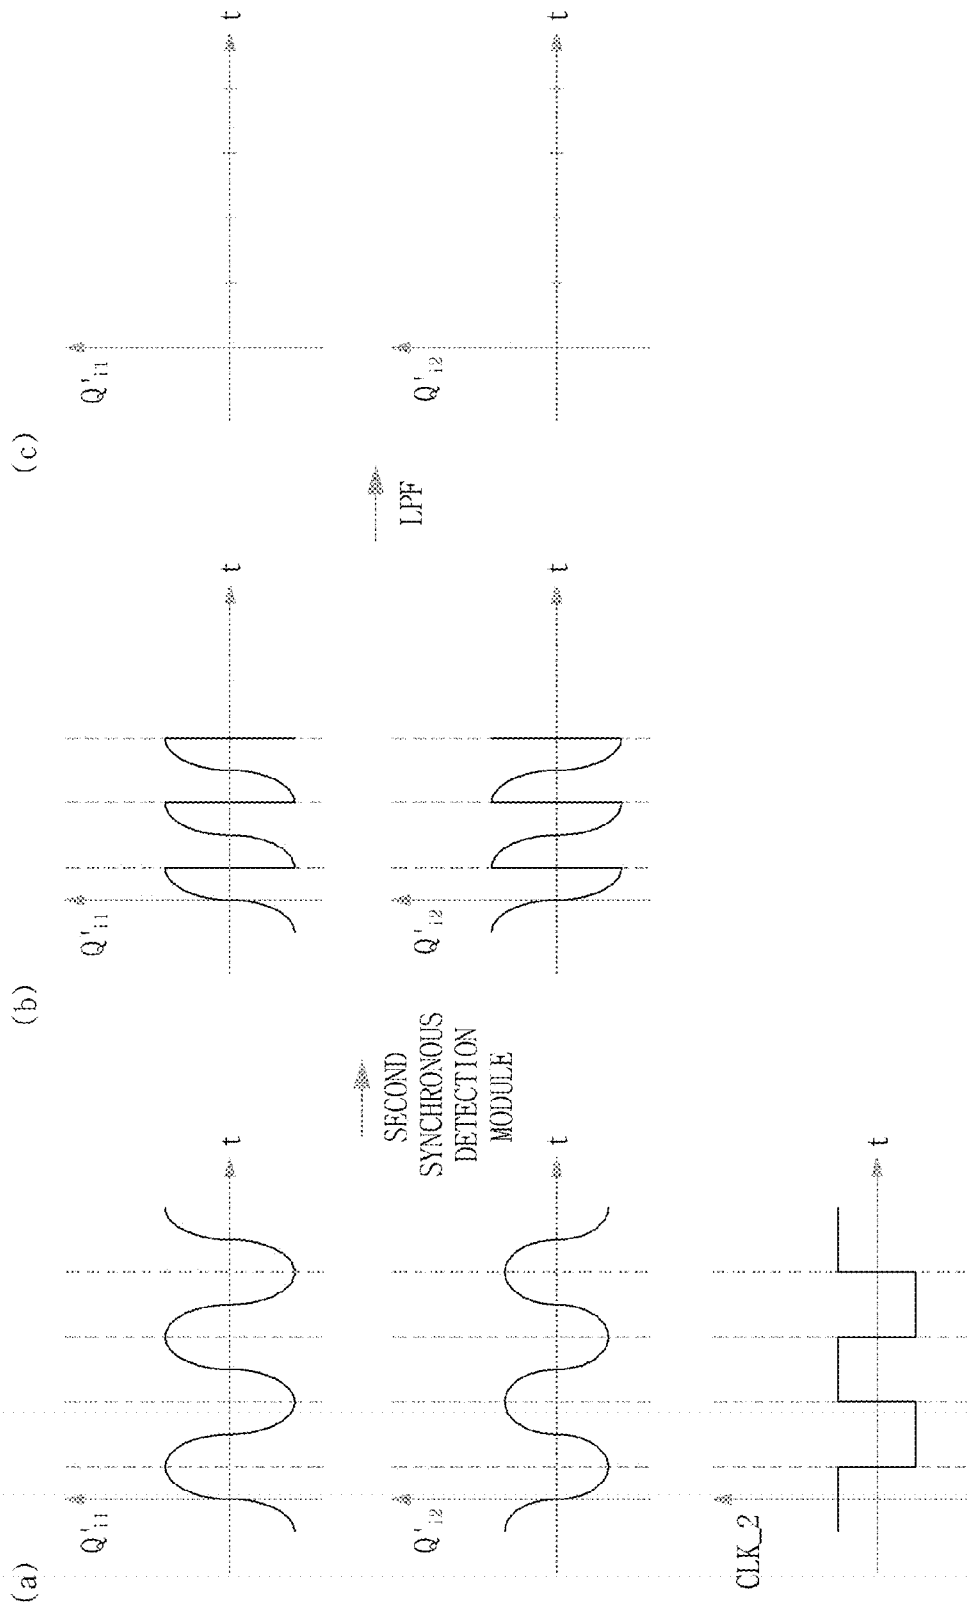 (a)
Q'i1
t
Q'i2
t
CLK_2
t
SECOND
SYNCHRONOUS
DETECTION
MODULE
(b)
Q'i1
t
Q'i2
t
LPF
(c)
Q'i1
t
Q'i2
t